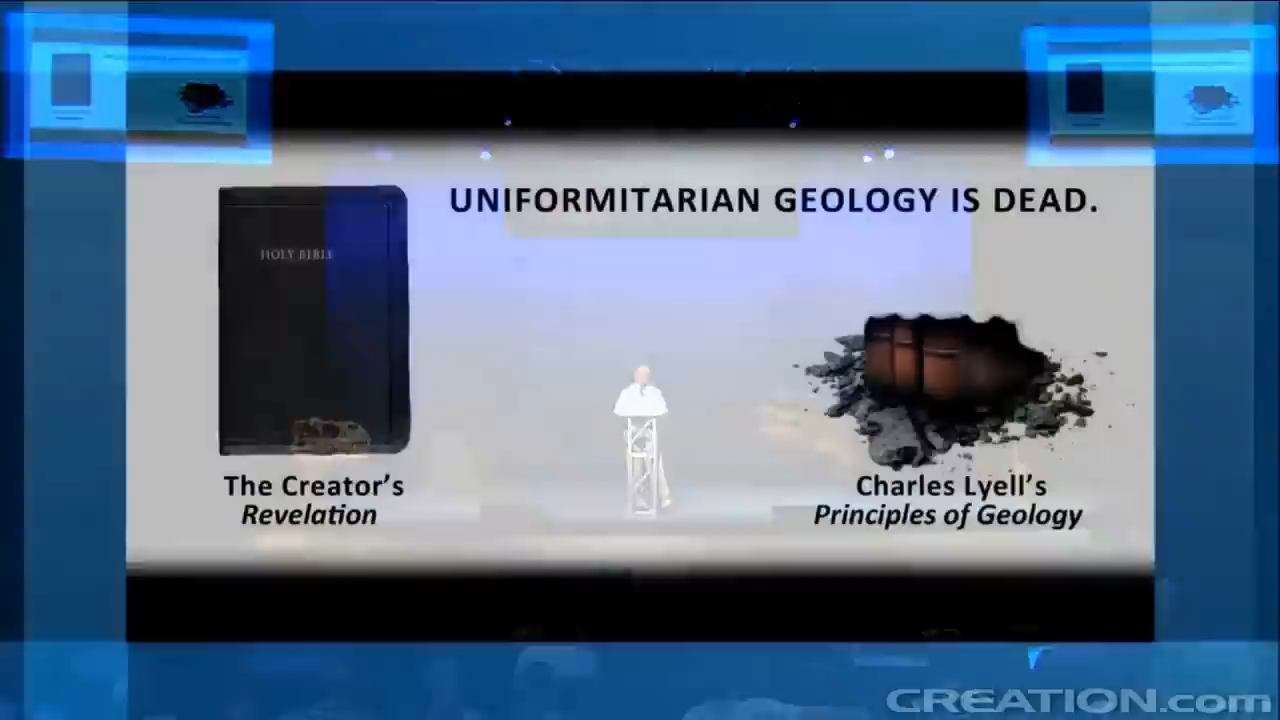 UNIFORMITARIAN GEOLOGY IS DEAD.
HOLY BIBLE
The Creator's
Revelation
Charles Lyell's
Principles of Geology
CREATION.com